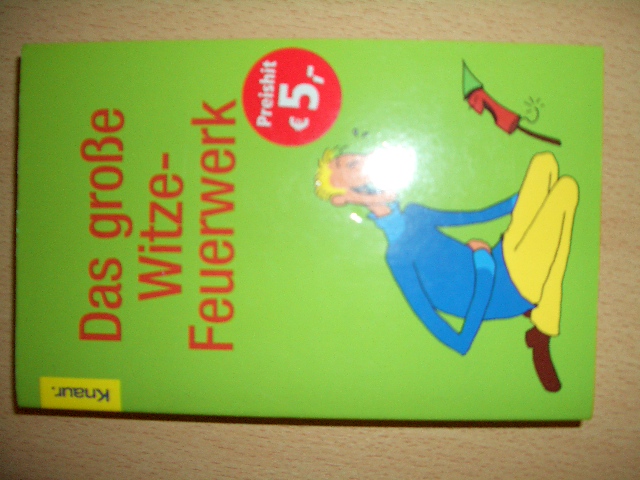 Das große
Witze-
Feuerwerk
Preishit
€ 5,-
Knaur.